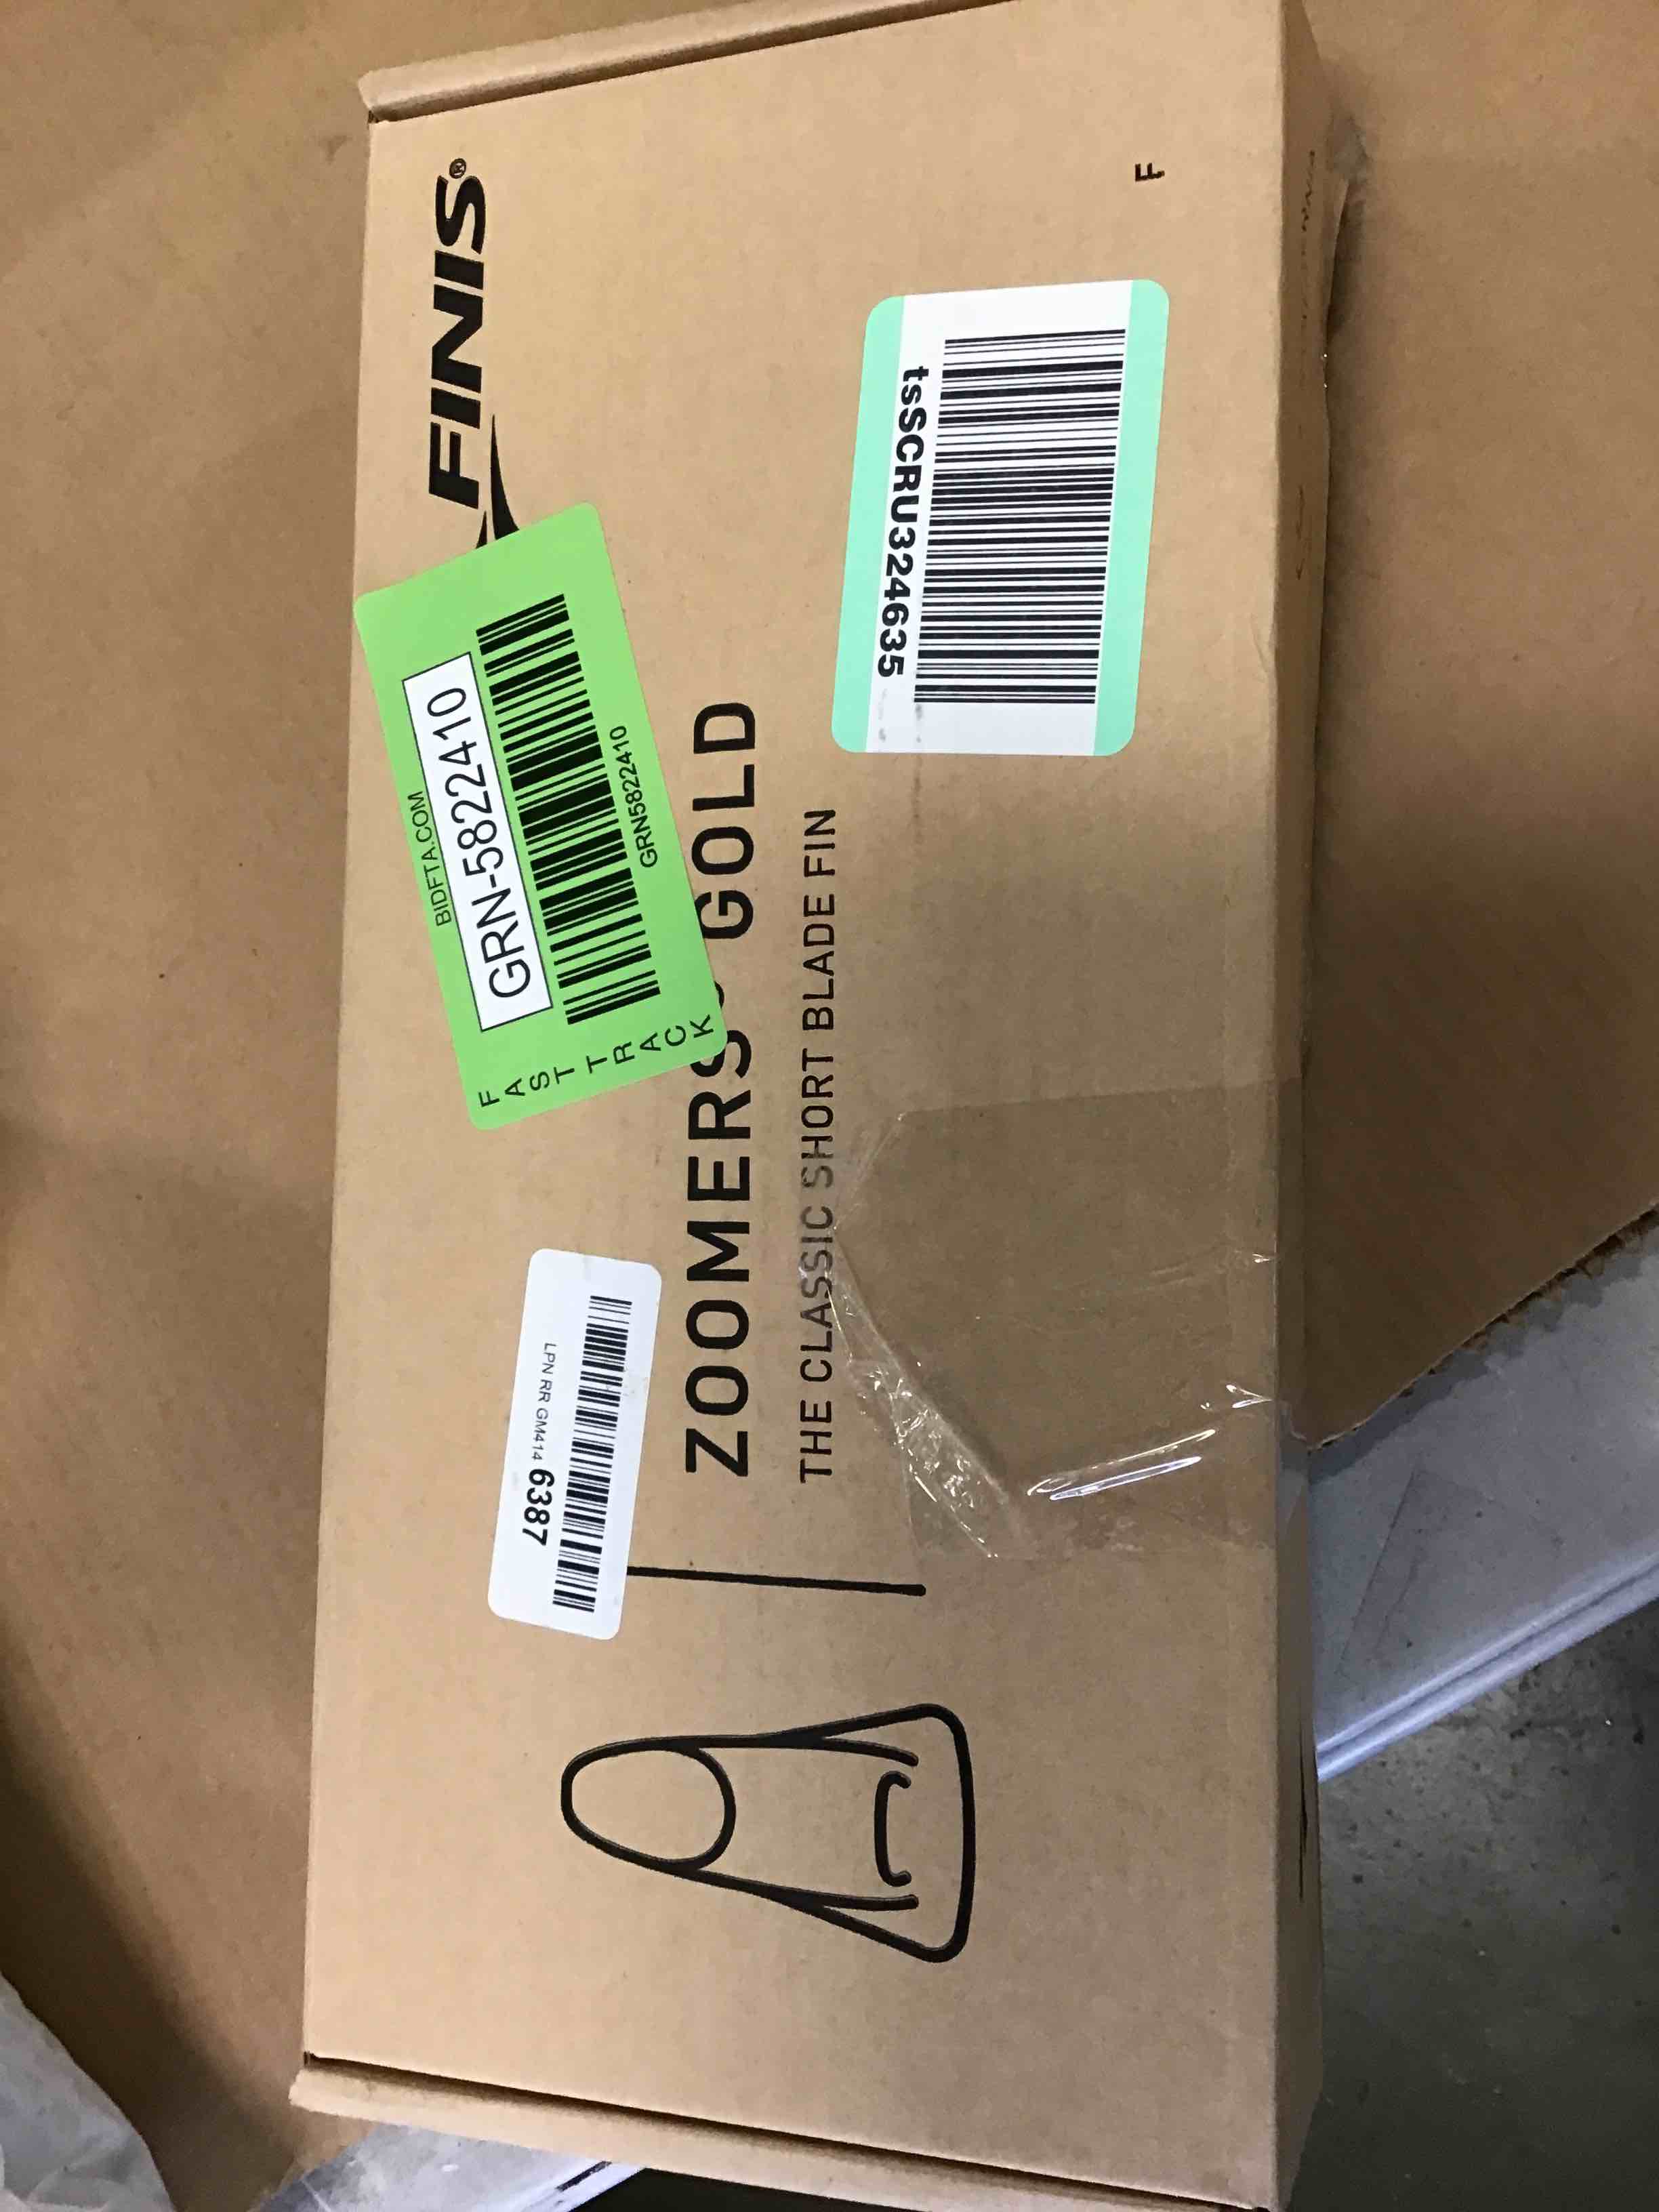 FINIS®
BIDFTA.COM
GRN-5822410
GRN5822410
FAST TRACK
ZOOMERS GOLD
THE CLASSIC SHORT BLADE FIN
LPN RR GM414 6387
tsSCRU324635
F